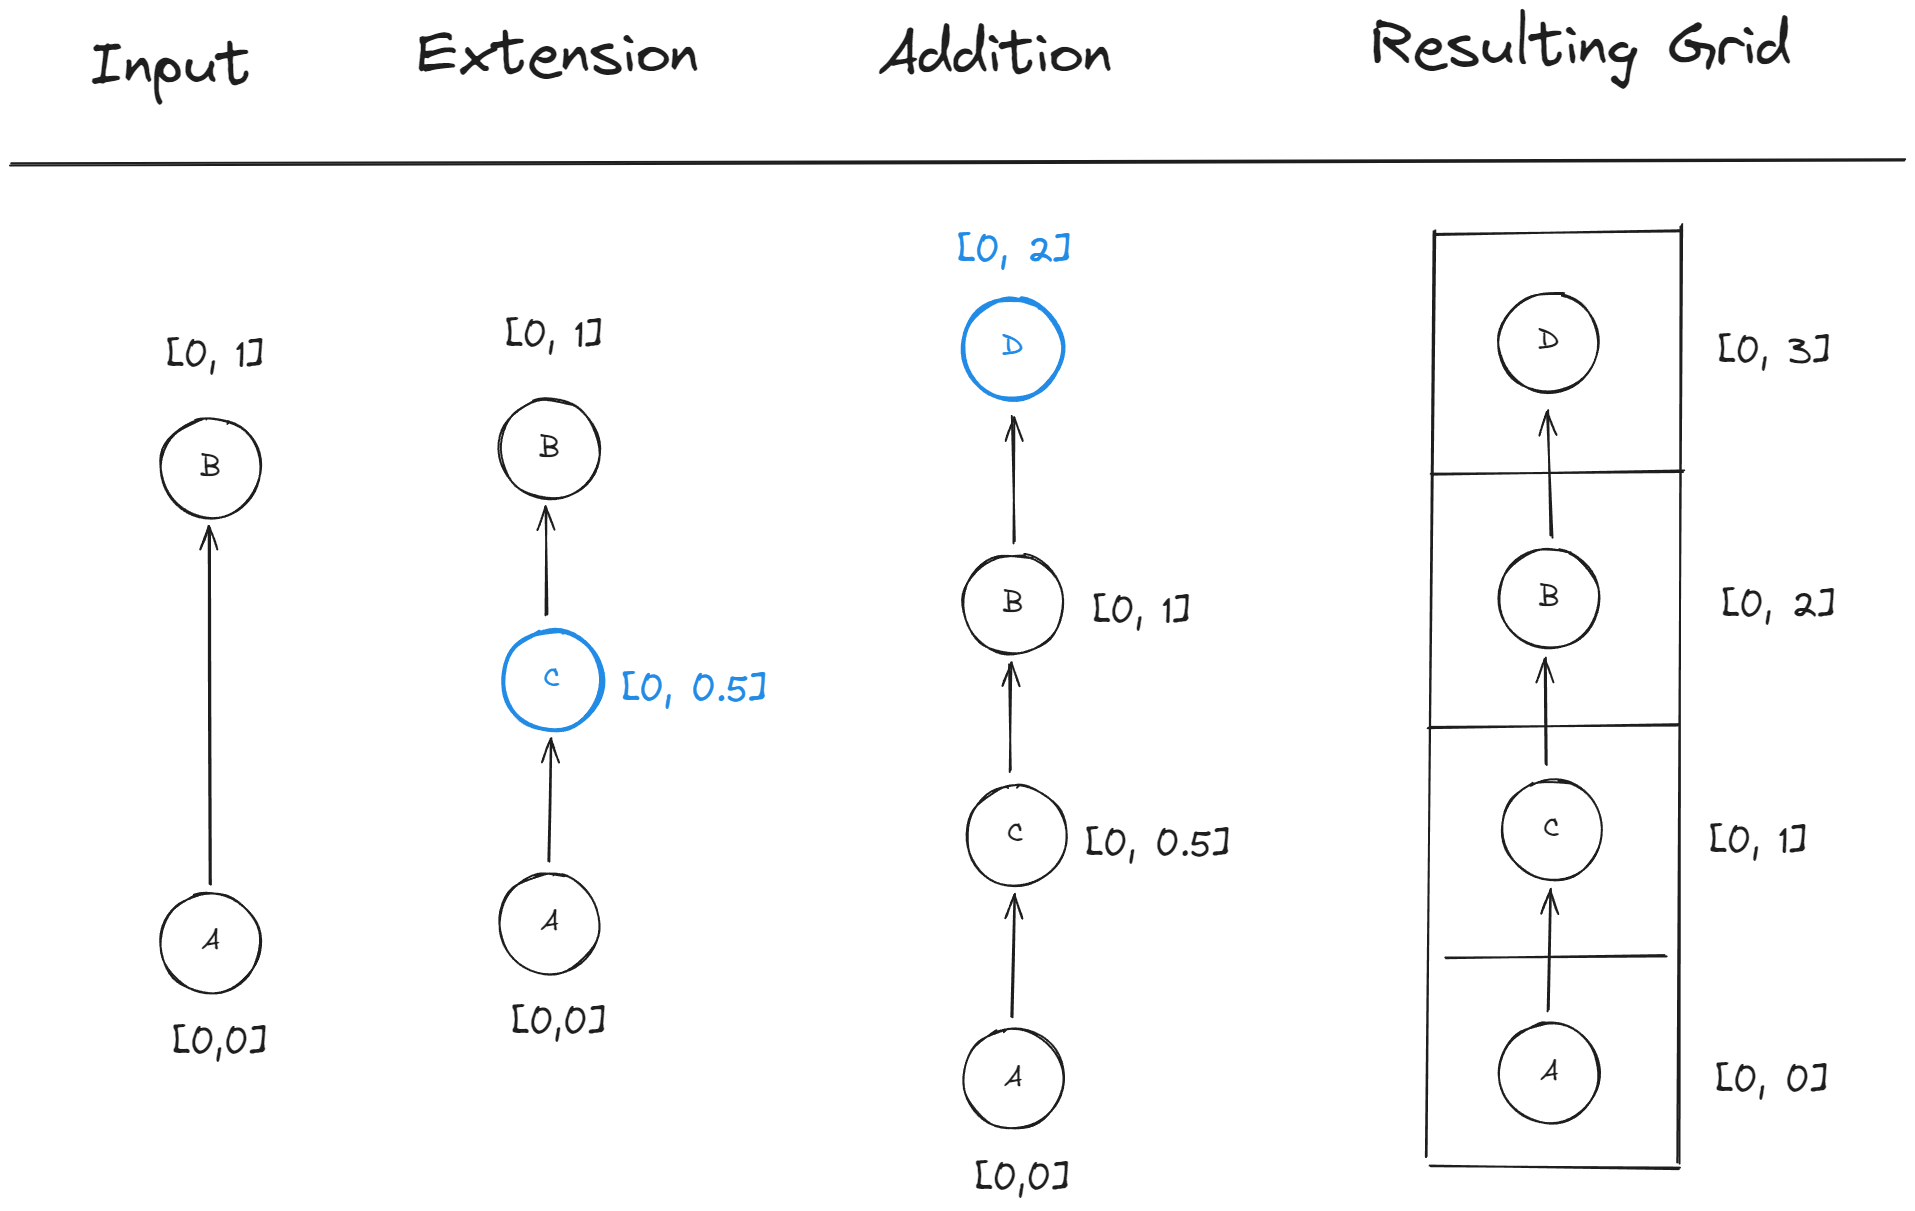 Input
Extension
Addition
Resulting Grid
[0, 1]
B
A
[0,0]
[0, 1]
B
C
[0, 0.5]
A
[0,0]
[0, 2]
D
B
[0, 1]
C
[0, 0.5]
A
[0,0]
D
[0, 3]
B
[0, 2]
C
[0, 1]
A
[0, 0]